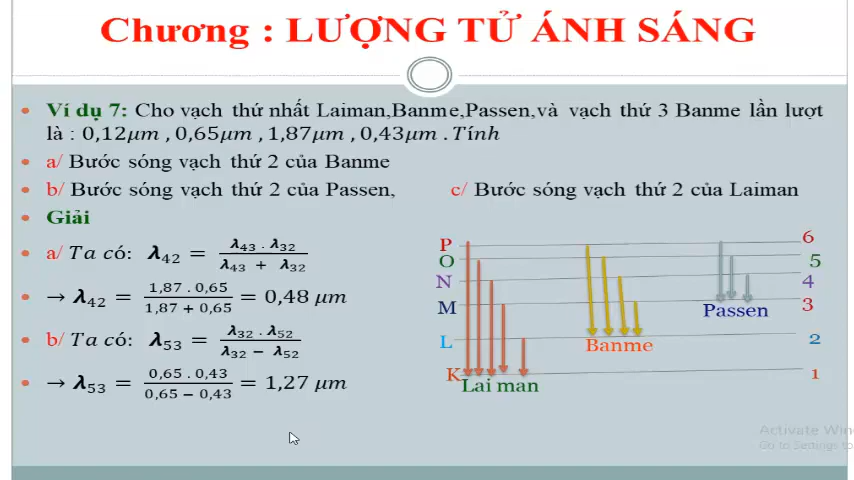 Chương : LƯỢNG TỬ ÁNH SÁNG
Ví dụ 7: Cho vạch thứ nhất Laiman,Banme,Passen,và vạch thứ 3 Banme lần lượt
là : 0,12μm , 0,65μm , 1,87μm , 0,43μm . Tính
a/ Bước sóng vạch thứ 2 của Banme
b/ Bước sóng vạch thứ 2 của Passen, c/ Bước sóng vạch thứ 2 của Laiman
Giải
a/ Ta có: λ₄₂ = (λ₄₃ . λ₃₂) / (λ₄₃ + λ₃₂)
→ λ₄₂ = (1,87 . 0,65) / (1,87 + 0,65) = 0,48 μm
b/ Ta có: λ₅₃ = (λ₃₂ . λ₅₂) / (λ₃₂ − λ₅₂)
→ λ₅₃ = (0,65 . 0,43) / (0,65 − 0,43) = 1,27 μm
P 6
O 5
N 4
M 3
Passen
L 2
Banme
K 1
Lai man
Activate Win
Go to Settings to